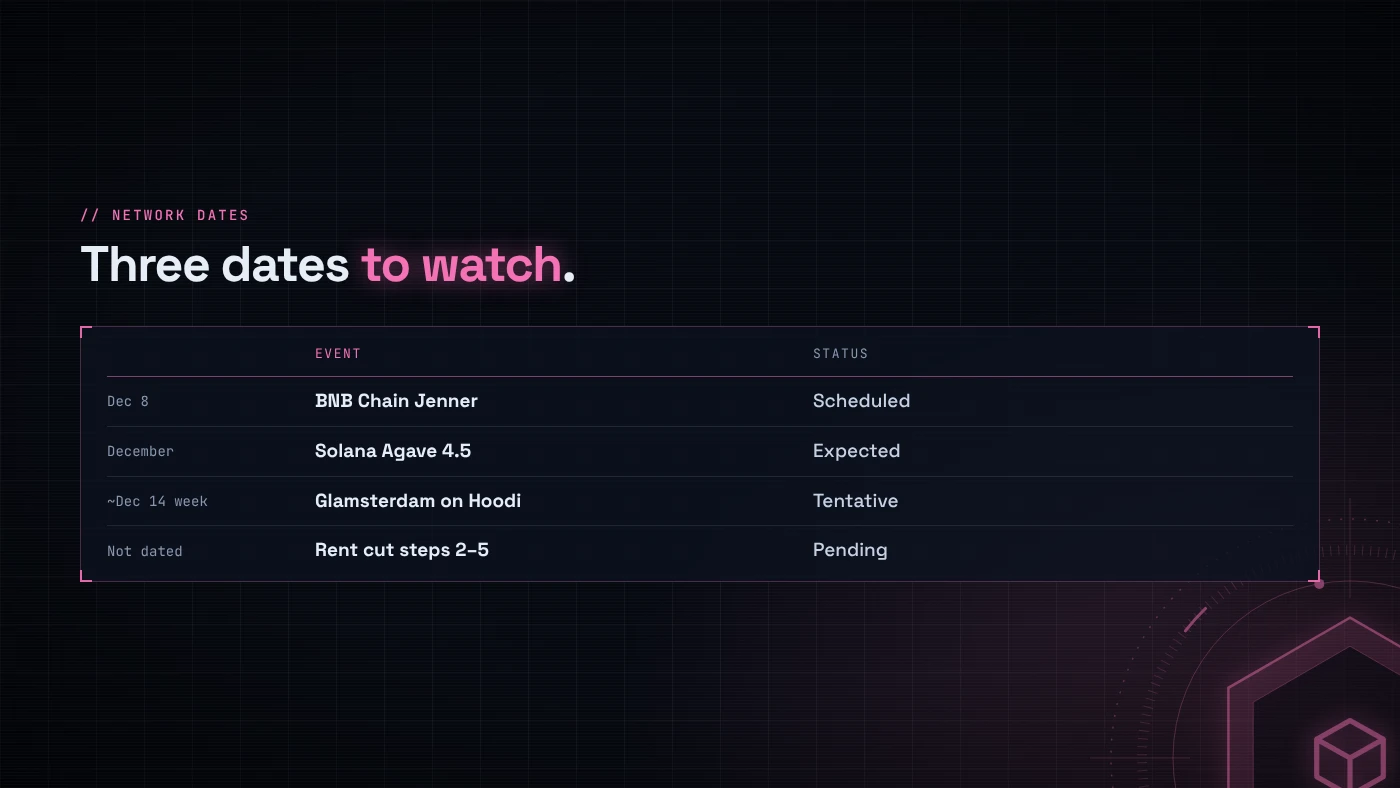 // NETWORK DATES
Three dates to watch.
EVENT STATUS
Dec 8 BNB Chain Jenner Scheduled
December Solana Agave 4.5 Expected
~Dec 14 week Glamsterdam on Hoodi Tentative
Not dated Rent cut steps 2–5 Pending